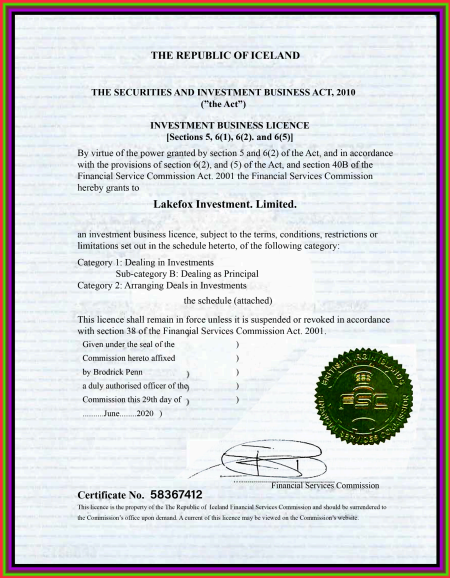 THE REPUBLIC OF ICELAND
THE SECURITIES AND INVESTMENT BUSINESS ACT, 2010
("the Act")
INVESTMENT BUSINESS LICENCE
[Sections 5, 6(1), 6(2). and 6(5)]
By virtue of the power granted by section 5 and 6(2) of the Act, and in accordance
with the provisions of section 6(2), and (5) of the Act, and section 40B of the
Financial Service Commission Act. 2001 the Financial Services Commission
hereby grants to
Lakefox Investment. Limited.
an investment business licence, subject to the terms, conditions, restrictions or
limitations set out in the schedule heterto, of the following category:
Category 1: Dealing in Investments
Sub-category B: Dealing as Principal
Category 2: Arranging Deals in Investments
the schedule (attached)
This licence shall remain in force unless it is suspended or revoked in accordance
with section 38 of the Financial Services Commission Act. 2001.
Given under the seal of the )
Commission hereto affixed )
by Brodrick Penn ) )
a duly authorised officer of the) )
Commission this 29th day of ) )
..........June........2020 )
FSC
Financial Services Commission
Certificate No. 58367412
This licence is the property of the The Republic of Iceland Financial Services Commission and should be surrendered to
the Commission's office upon demand. A current of this licence may be viewed on the Commission's website.